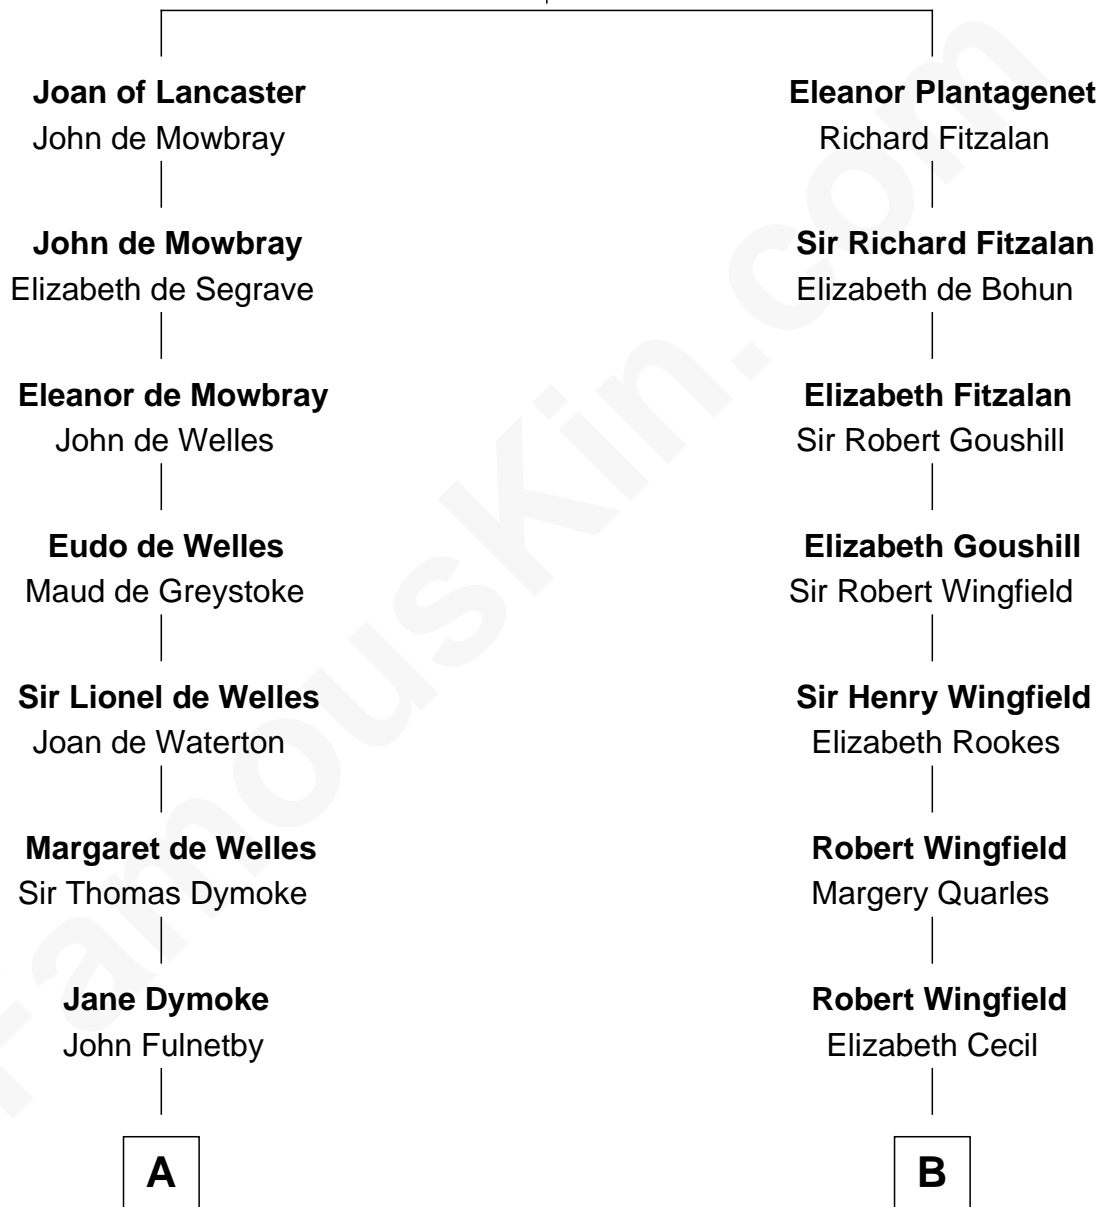 Joan of Lancaster
John de Mowbray
John de Mowbray
Elizabeth de Segrave
Eleanor de Mowbray
John de Welles
Eudo de Welles
Maud de Greystoke
Sir Lionel de Welles
Joan de Waterton
Margaret de Welles
Sir Thomas Dymoke
Jane Dymoke
John Fulnetby
A
Eleanor Plantagenet
Richard Fitzalan
Sir Richard Fitzalan
Elizabeth de Bohun
Elizabeth Fitzalan
Sir Robert Goushill
Elizabeth Goushill
Sir Robert Wingfield
Sir Henry Wingfield
Elizabeth Rookes
Robert Wingfield
Margery Quarles
Robert Wingfield
Elizabeth Cecil
B
FamousKin.com